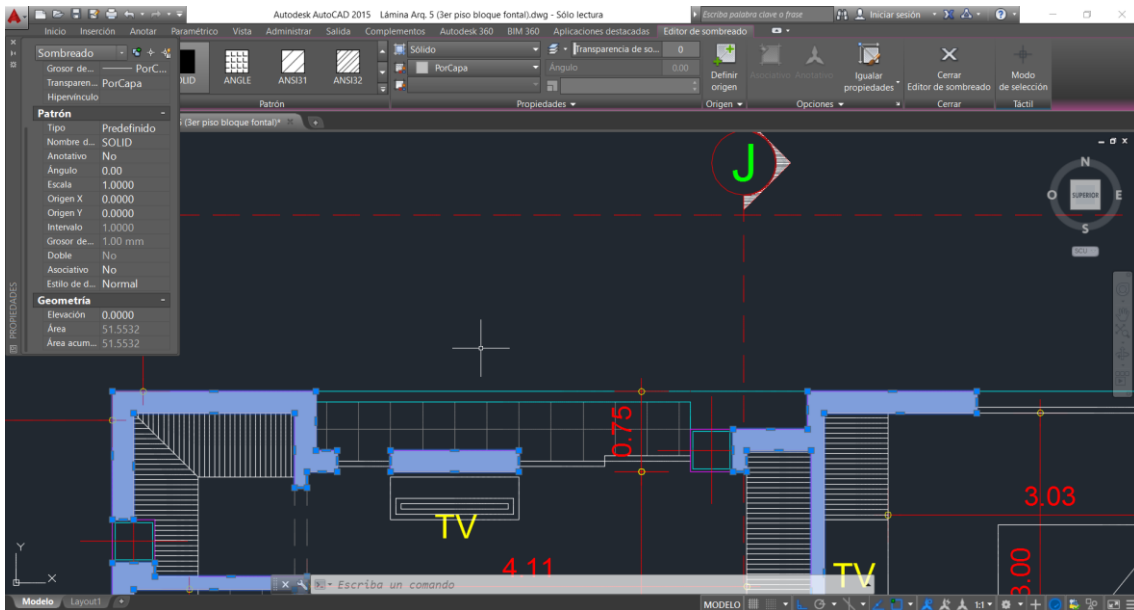 Autodesk AutoCAD 2015 Lámina Arq. 5 (3er piso bloque fontal).dwg - Sólo lectura
Escriba palabra clave o frase
Iniciar sesión
Inicio Inserción Anotar Paramétrico Vista Administrar Salida Complementos Autodesk 360 BIM 360 Aplicaciones destacadas Editor de sombreado
Sombreado
Grosor de... PorC...
Transparen... PorCapa
Hipervínculo
Patrón -
Tipo Predefinido
Nombre d... SOLID
Anotativo No
Ángulo 0.00
Escala 1.0000
Origen X 0.0000
Origen Y 0.0000
Intervalo 1.0000
Grosor de... 1.00 mm
Doble No
Asociativo No
Estilo de d... Normal
Geometría -
Elevación 0.0000
Área 51.5532
Área acum... 51.5532
PROPIEDADES
LID ANGLE ANSI31 ANSI32
Patrón
Sólido
PorCapa
Transparencia de so... 0
Ángulo 0.00
Propiedades
Definir origen
Origen
Asociativo Anotativo
Igualar propiedades
Opciones
Cerrar Editor de sombreado
Cerrar
Modo de selección
Táctil
(3er piso bloque fontal)*
J
N
O SUPERIOR E
S
SCU
0.75
TV
4.11
3.03
3.00
TV
Y
X
Escriba un comando
Modelo Layout1 +
MODELO
1:1